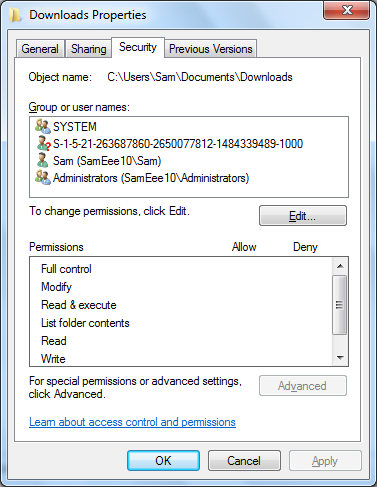 Downloads Properties
General Sharing Security Previous Versions
Object name: C:\Users\Sam\Documents\Downloads
Group or user names:
SYSTEM
S-1-5-21-263687860-2650077812-1484339489-1000
Sam (SamEee10\Sam)
Administrators (SamEee10\Administrators)
To change permissions, click Edit. Edit...
Permissions Allow Deny
Full control
Modify
Read & execute
List folder contents
Read
Write
For special permissions or advanced settings, Advanced
click Advanced.
Learn about access control and permissions
OK Cancel Apply